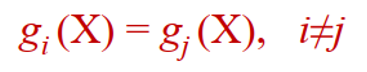 gᵢ(X) = gⱼ(X),   i≠j